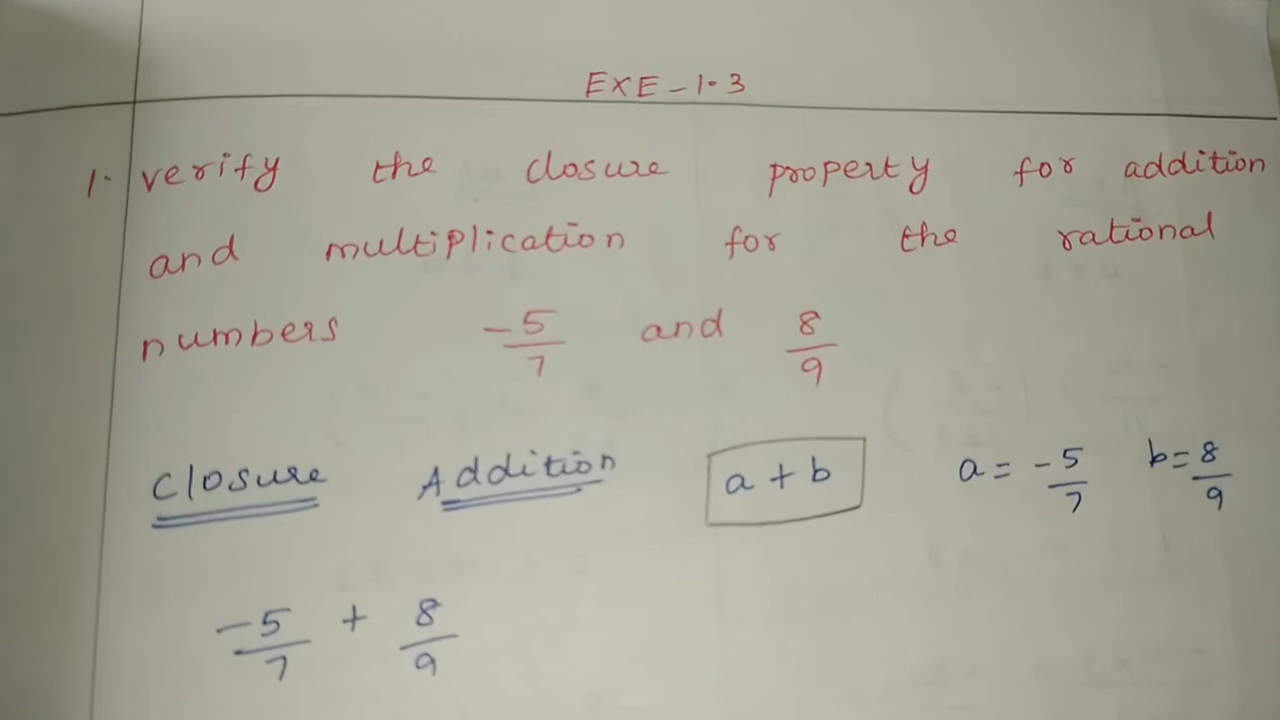 EXE - 1.3
1. verify the closure property for addition
and multiplication for the rational
numbers -5/7 and 8/9
Closure Addition a + b a = -5/7 b = 8/9
-5/7 + 8/9